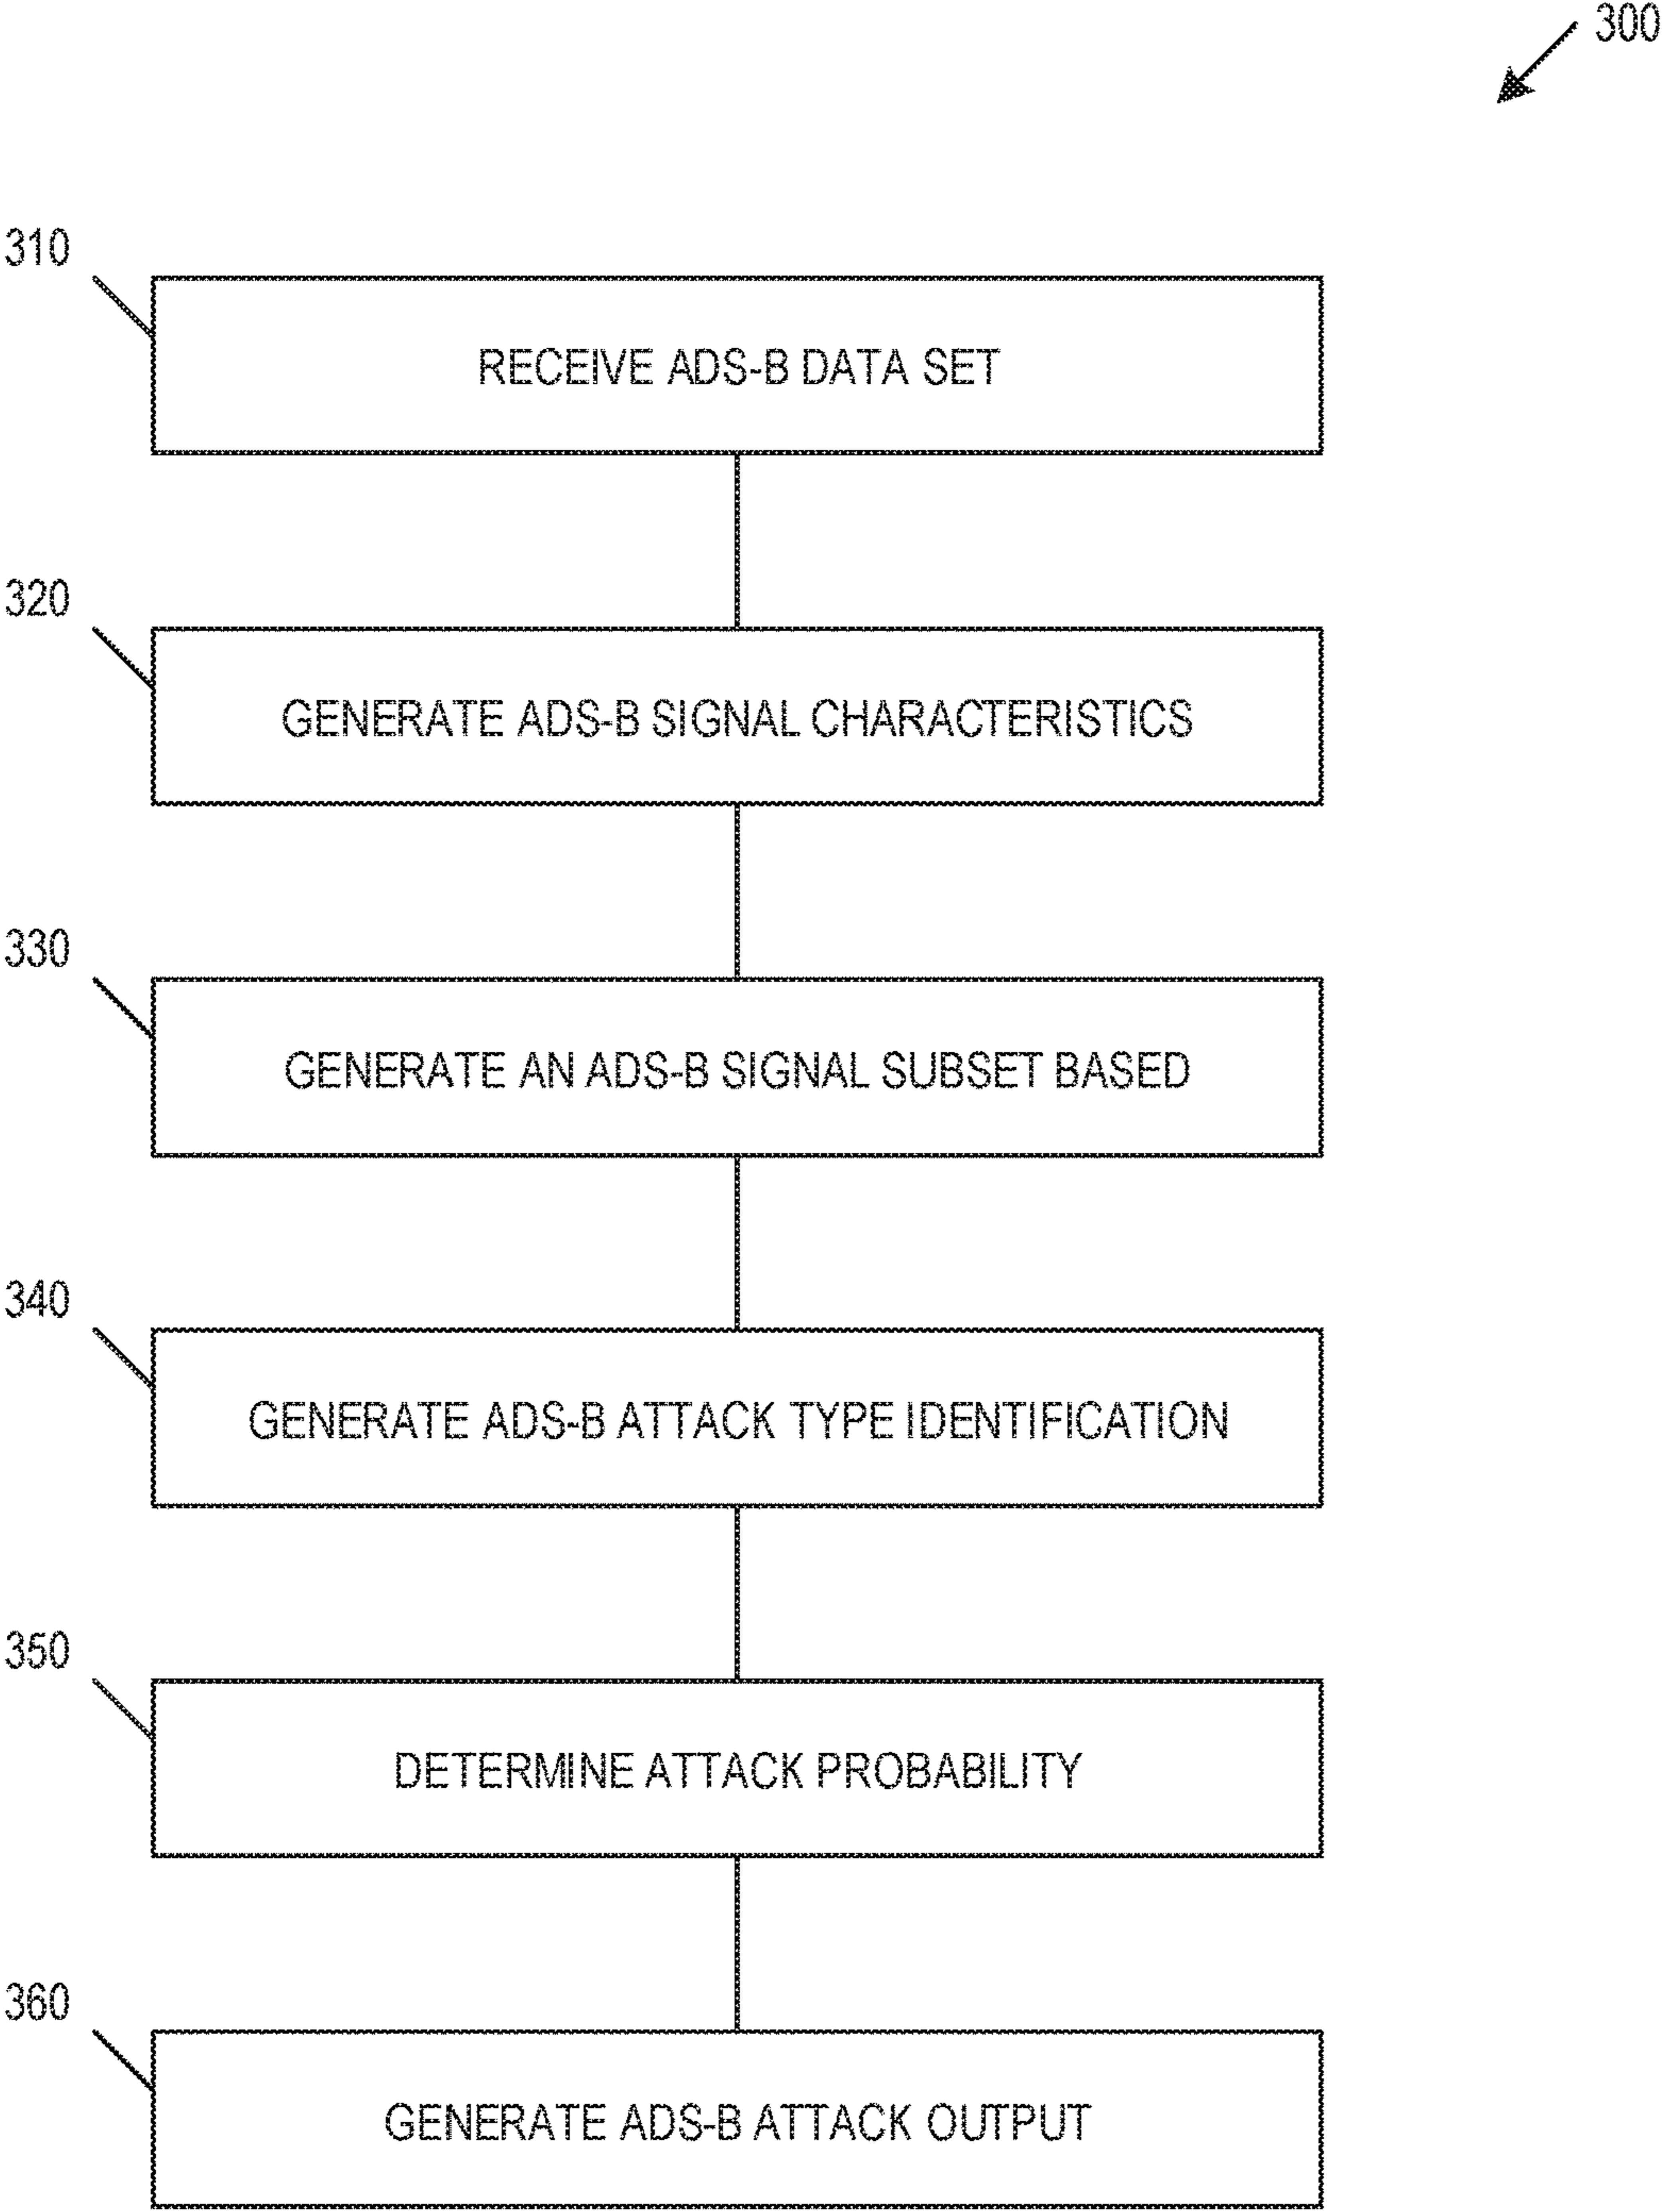 300
310
RECEIVE ADS-B DATA SET
320
GENERATE ADS-B SIGNAL CHARACTERISTICS
330
GENERATE AN ADS-B SIGNAL SUBSET BASED
340
GENERATE ADS-B ATTACK TYPE IDENTIFICATION
350
DETERMINE ATTACK PROBABILITY
360
GENERATE ADS-B ATTACK OUTPUT